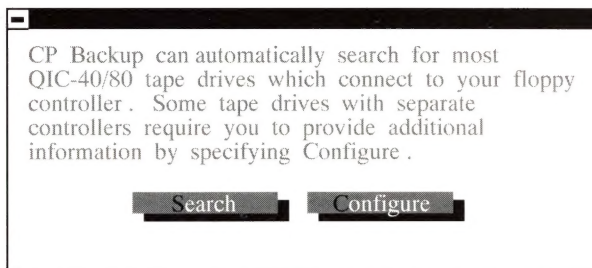 CP Backup can automatically search for most
QIC-40/80 tape drives which connect to your floppy
controller. Some tape drives with separate
controllers require you to provide additional
information by specifying Configure.
Search Configure